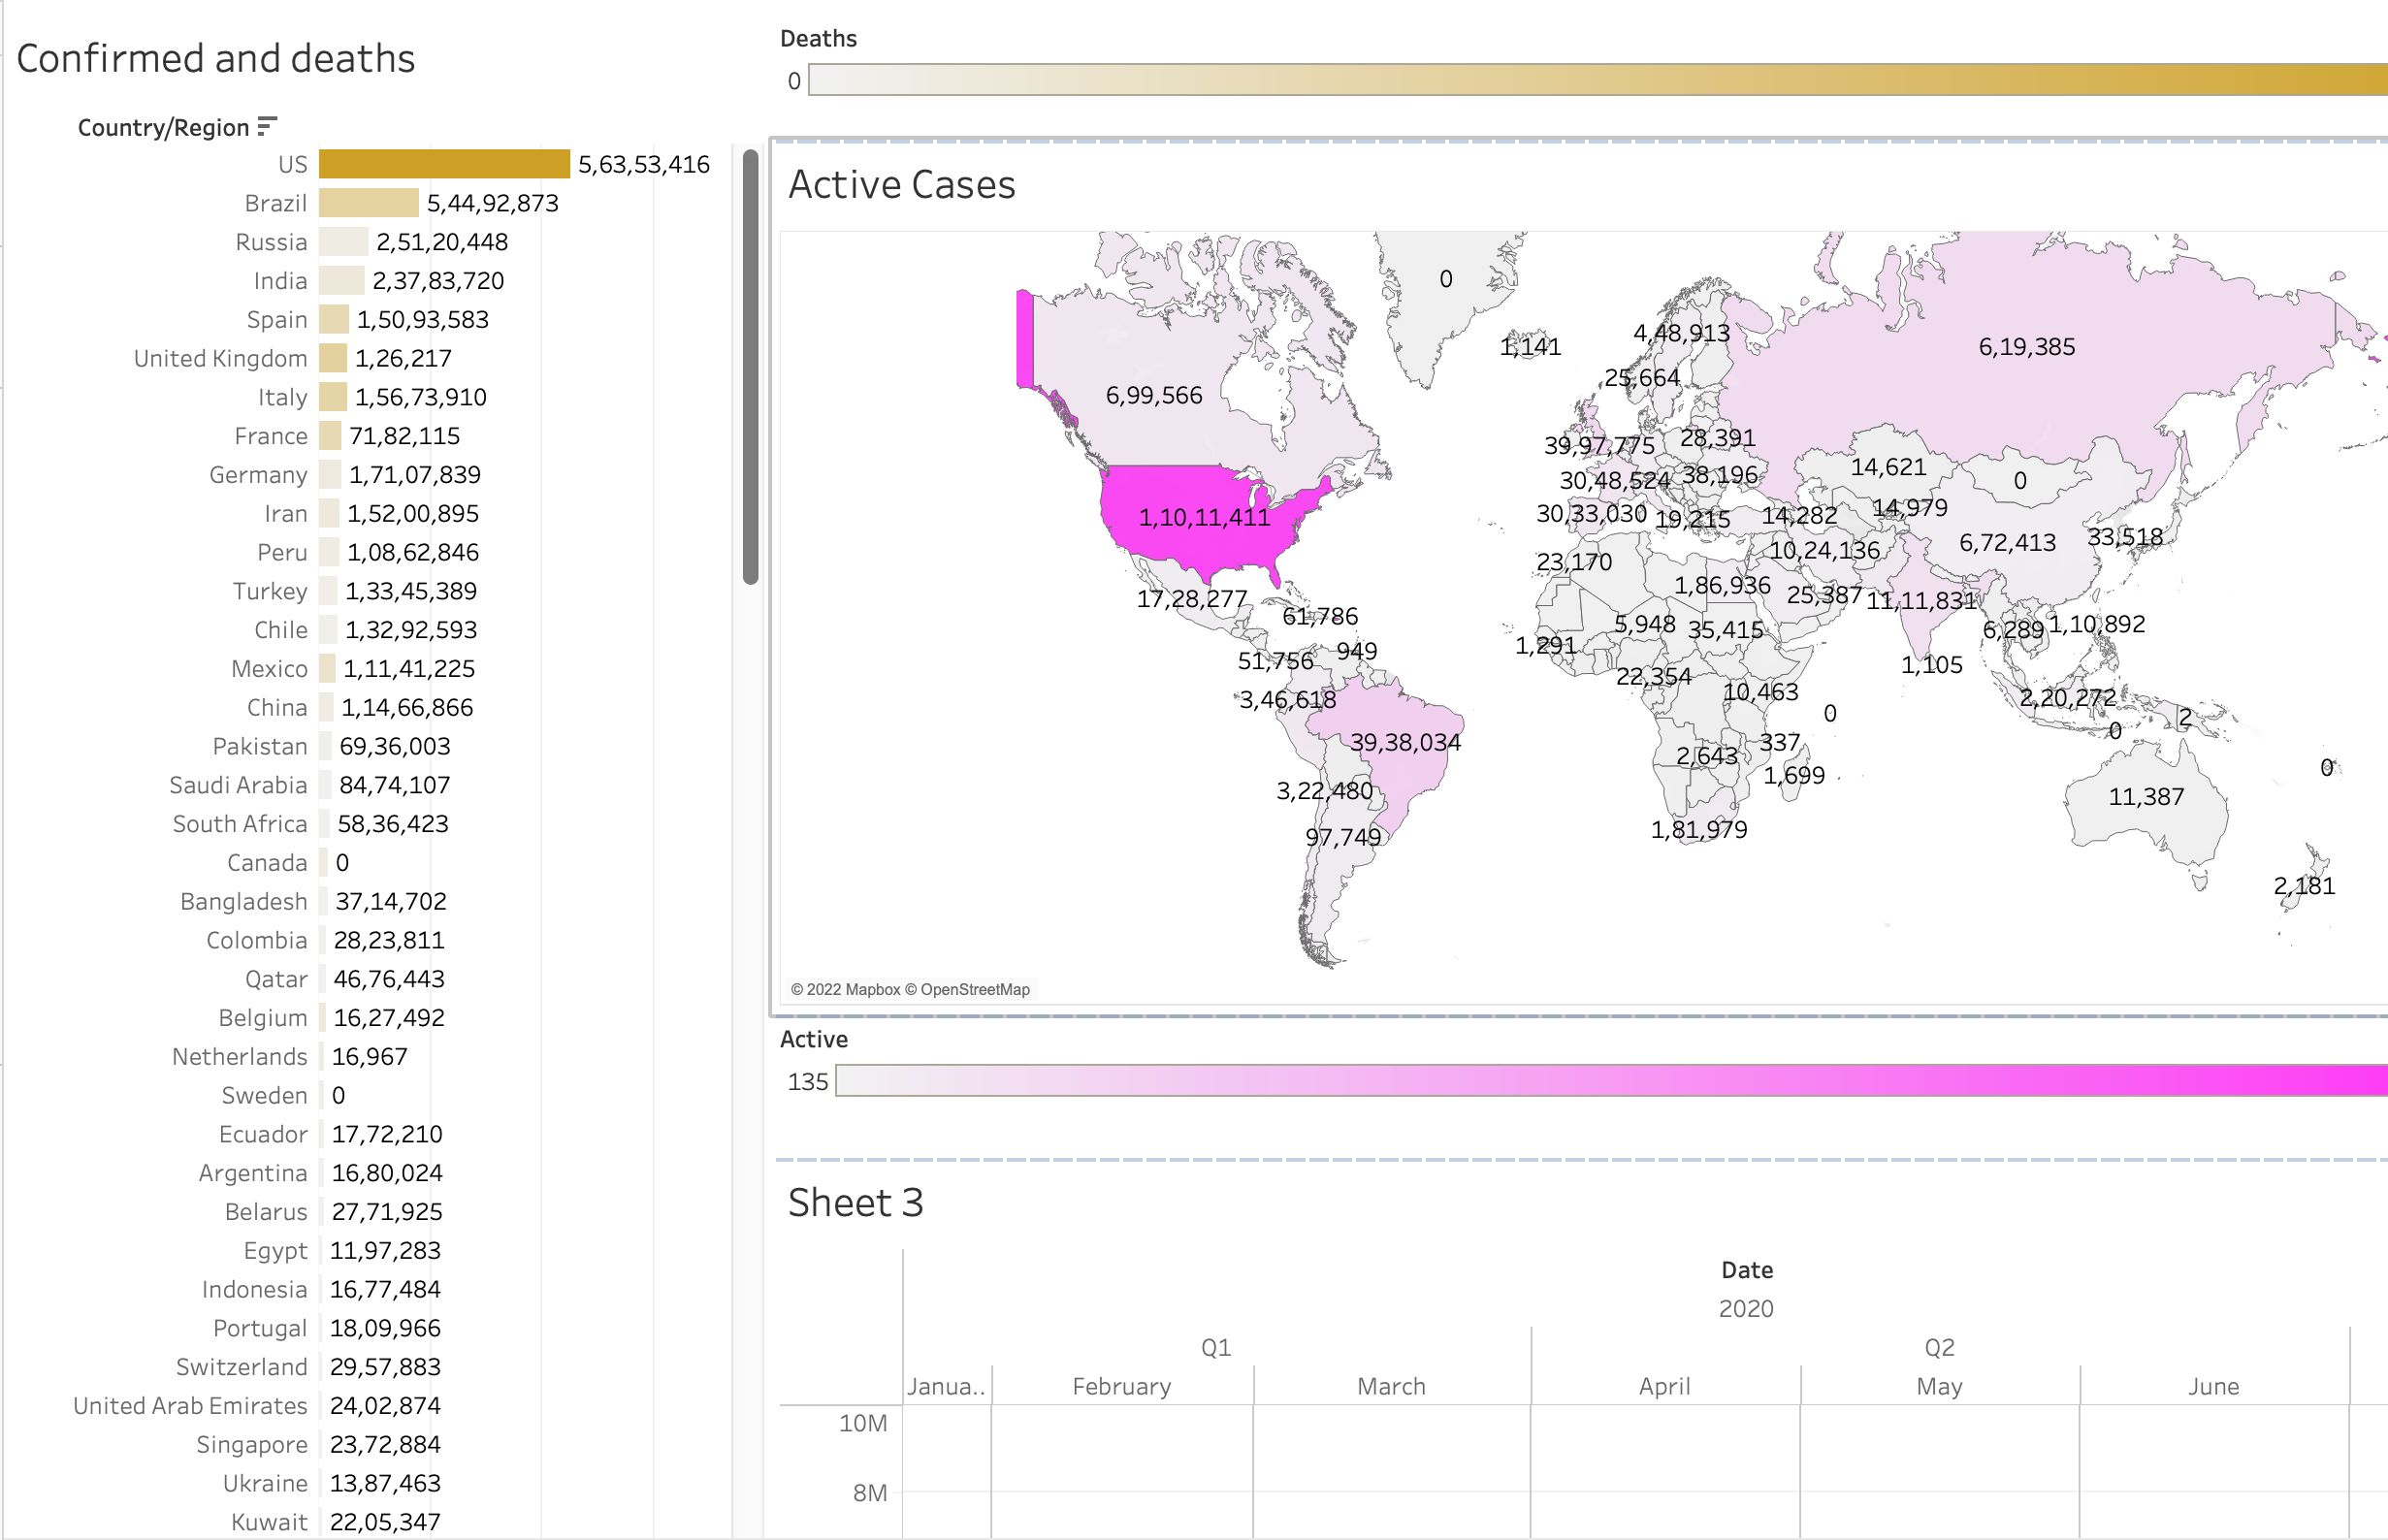 Confirmed and deaths
Country/Region
US 5,63,53,416
Brazil 5,44,92,873
Russia 2,51,20,448
India 2,37,83,720
Spain 1,50,93,583
United Kingdom 1,26,217
Italy 1,56,73,910
France 71,82,115
Germany 1,71,07,839
Iran 1,52,00,895
Peru 1,08,62,846
Turkey 1,33,45,389
Chile 1,32,92,593
Mexico 1,11,41,225
China 1,14,66,866
Pakistan 69,36,003
Saudi Arabia 84,74,107
South Africa 58,36,423
Canada 0
Bangladesh 37,14,702
Colombia 28,23,811
Qatar 46,76,443
Belgium 16,27,492
Netherlands 16,967
Sweden 0
Ecuador 17,72,210
Argentina 16,80,024
Belarus 27,71,925
Egypt 11,97,283
Indonesia 16,77,484
Portugal 18,09,966
Switzerland 29,57,883
United Arab Emirates 24,02,874
Singapore 23,72,884
Ukraine 13,87,463
Kuwait 22,05,347
Deaths
0
Active Cases
0
4,48,913
1,141
6,19,385
25,664
6,99,566
28,391
39,97,775
14,621
38,196
30,48,524
0
14,979
30,33,030
14,282
1,10,11,411
19,215
33,518
6,72,413
10,24,136
23,170
1,86,936
25,387
17,28,277
11,11,831
61,786
5,948
1,10,892
35,415
6,289
1,291
949
51,756
1,105
22,354
10,463
2,20,272
3,46,618
0
2
0
39,38,034
337
2,643
0
1,699
3,22,480
11,387
1,81,979
97,749
2,181
© 2022 Mapbox © OpenStreetMap
Active
135
Sheet 3
Date
2020
Q1 Q2
Janua.. February March April May June
10M
8M